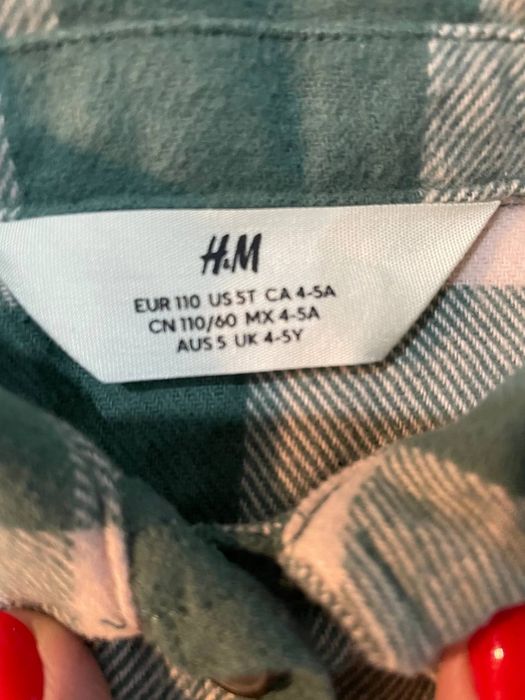 H&M
EUR 110 US 5T CA 4-5A
CN 110/60 MX 4-5A
AUS 5 UK 4-5Y